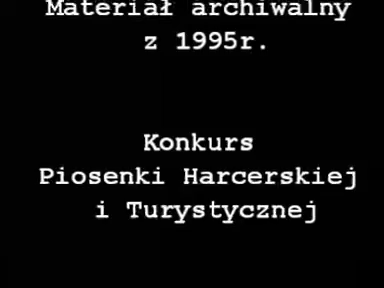 Materiał archiwalny
z 1995r.
Konkurs
Piosenki Harcerskiej
i Turystycznej